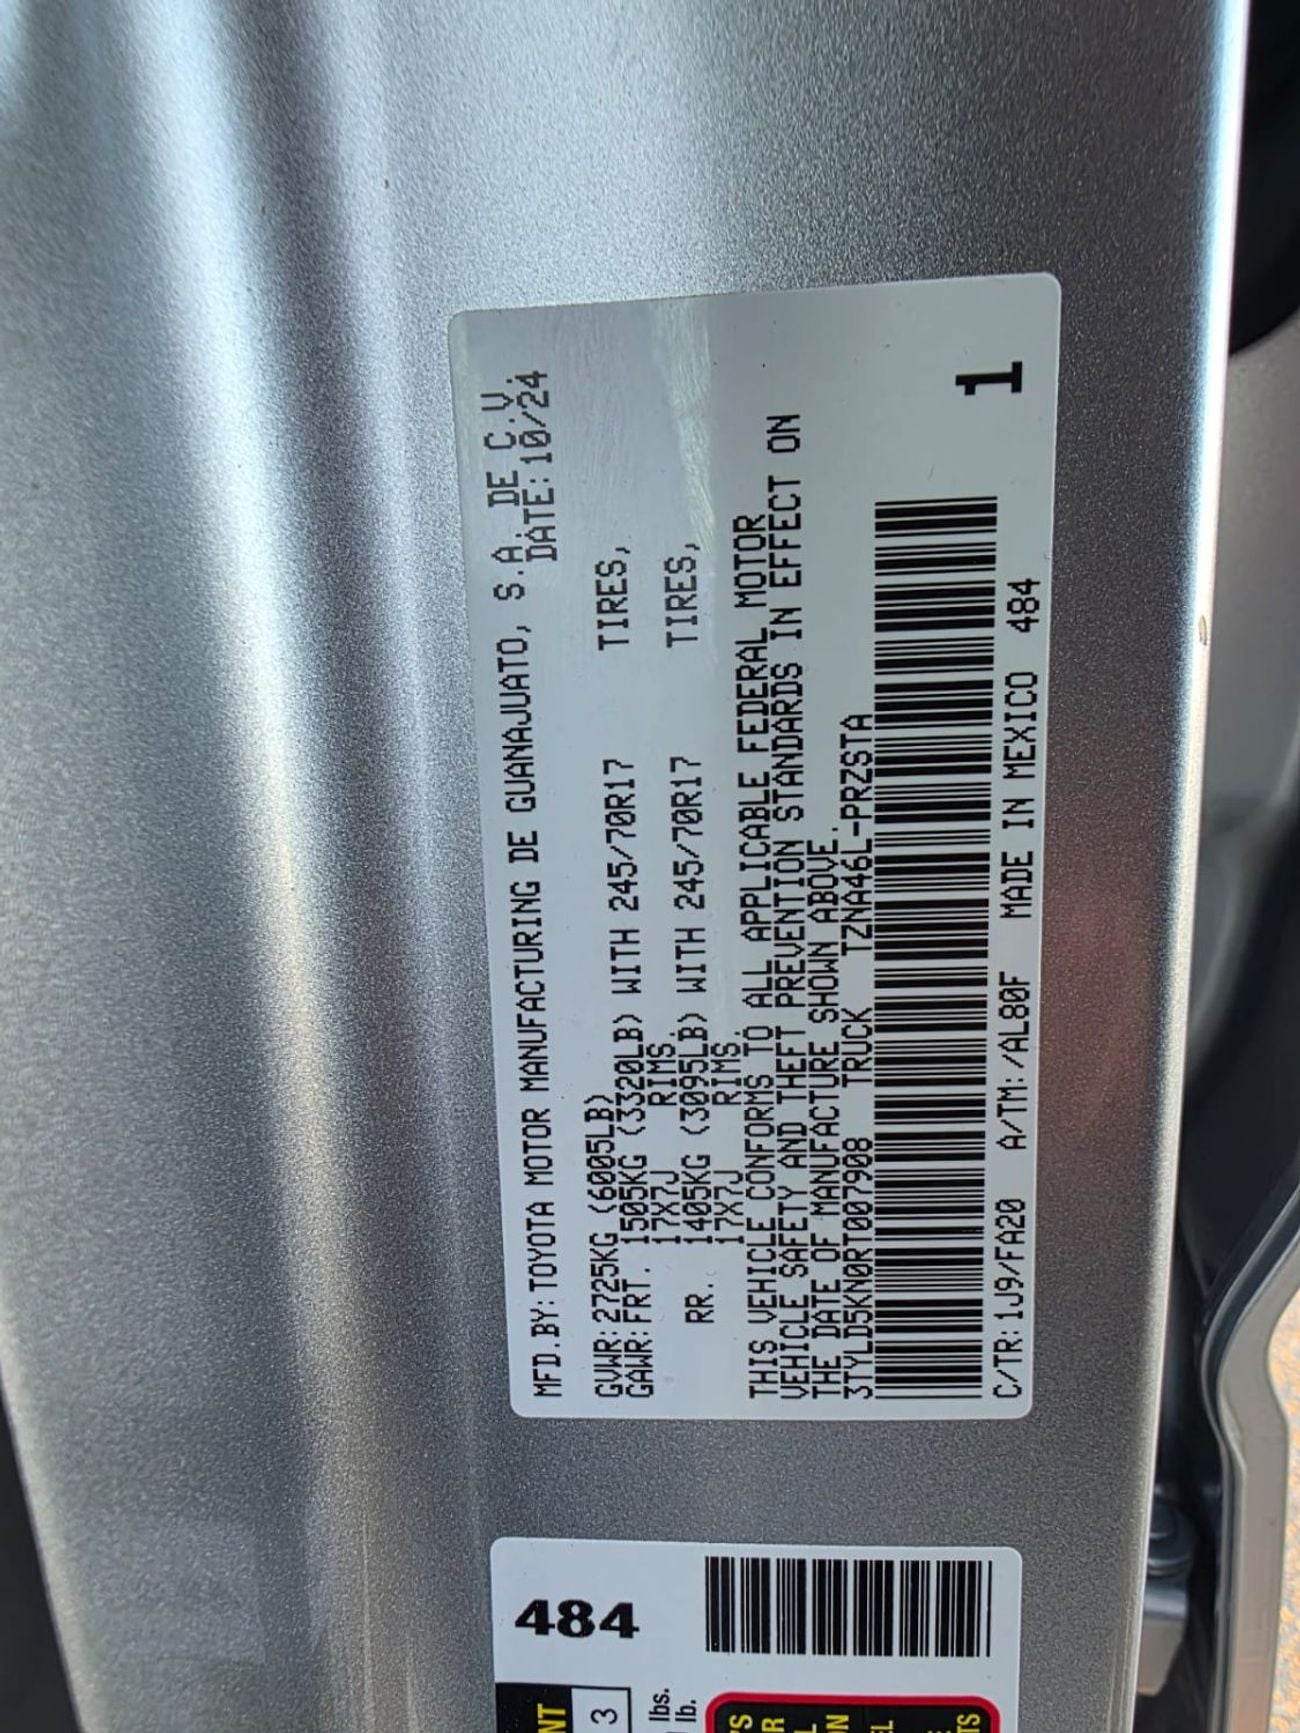 MFD.BY:TOYOTA MOTOR MANUFACTURING DE GUANAJUATO, S.A. DE C.V.
DATE:10/24
GVWR:2725KG (6005LB)
GAWR:FRT. 1505KG (3320LB) WITH 245/70R17 TIRES,
17X7J RIMS.
RR. 1405KG (3095LB) WITH 245/70R17 TIRES,
17X7J RIMS.
THIS VEHICLE CONFORMS TO ALL APPLICABLE FEDERAL MOTOR
VEHICLE SAFETY AND THEFT PREVENTION STANDARDS IN EFFECT ON
THE DATE OF MANUFACTURE SHOWN ABOVE.
3TYLD5KN0RT007908 TRUCK TZNA46L-PRZSTA
C/TR:1J9/FA20 A/TM:/AL80F MADE IN MEXICO 484
1
484
3
lbs.
lb.